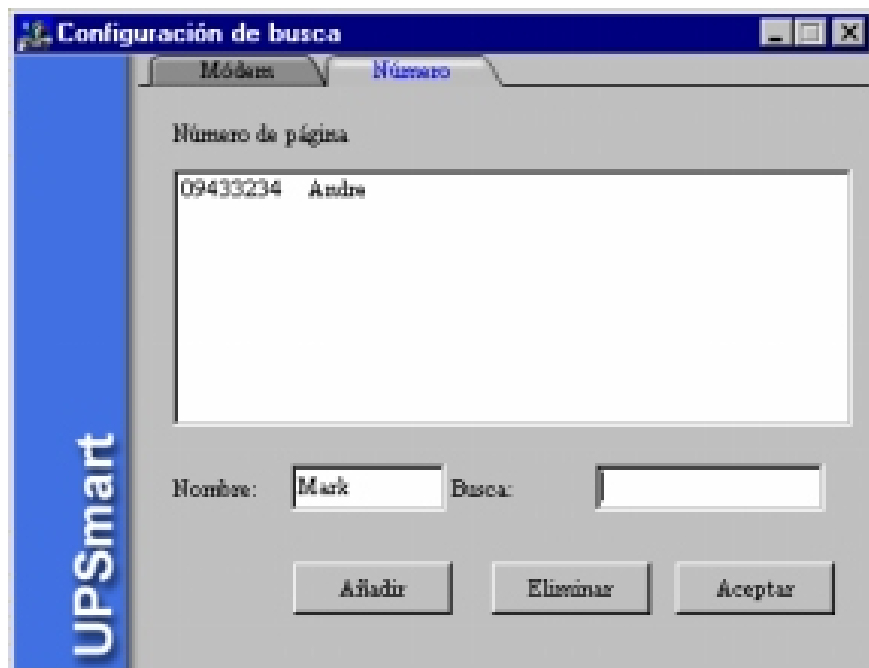 Configuración de busca
Módem Número
Número de página
09433234 Andre
Nombre: Mark Busca:
Añadir Eliminar Aceptar
UPSmart